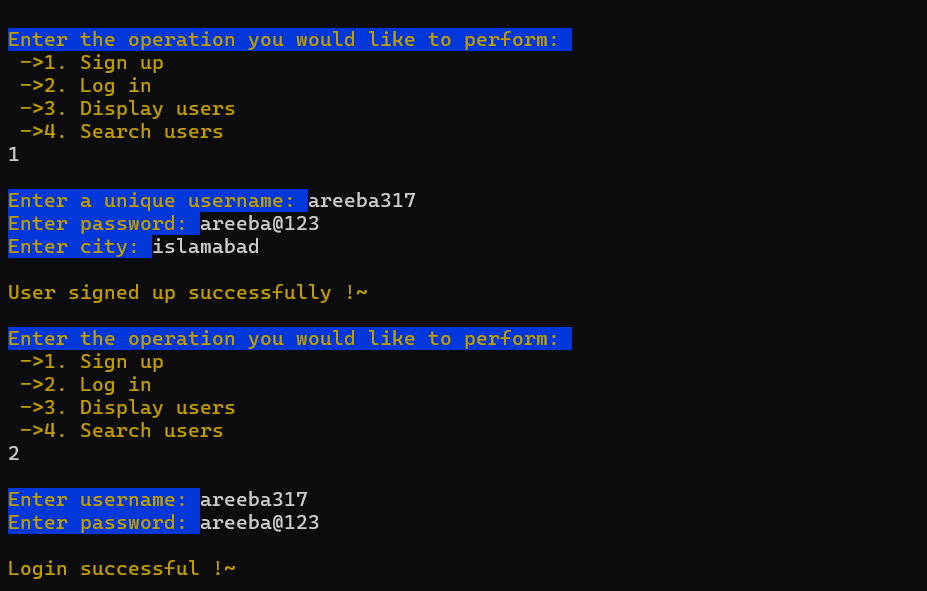 Enter the operation you would like to perform:
->1. Sign up
->2. Log in
->3. Display users
->4. Search users
1
Enter a unique username: areeba317
Enter password: areeba@123
Enter city: islamabad
User signed up successfully !~
Enter the operation you would like to perform:
->1. Sign up
->2. Log in
->3. Display users
->4. Search users
2
Enter username: areeba317
Enter password: areeba@123
Login successful !~